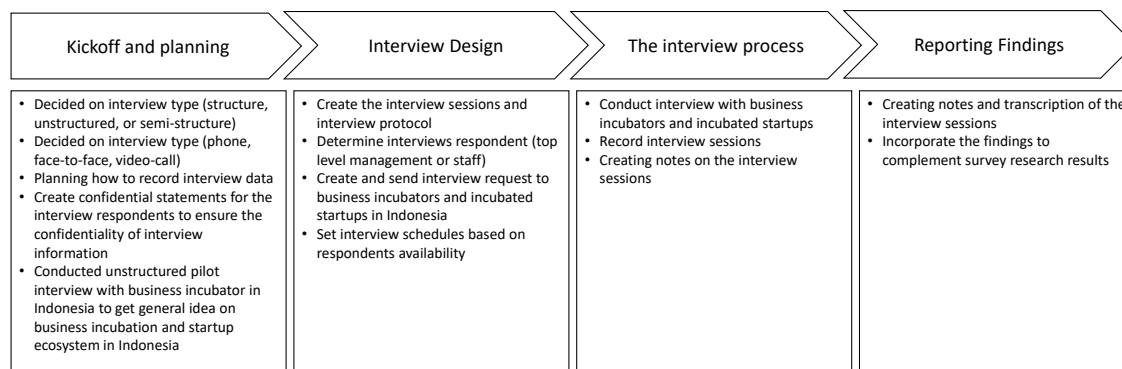 Kickoff and planning
Interview Design
The interview process
Reporting Findings
• Decided on interview type (structure,
unstructured, or semi-structure)
• Decided on interview type (phone,
face-to-face, video-call)
• Planning how to record interview data
• Create confidential statements for the
interview respondents to ensure the
confidentiality of interview
information
• Conducted unstructured pilot
interview with business incubator in
Indonesia to get general idea on
business incubation and startup
ecosystem in Indonesia
• Create the interview sessions and
interview protocol
• Determine interviews respondent (top
level management or staff)
• Create and send interview request to
business incubators and incubated
startups in Indonesia
• Set interview schedules based on
respondents availability
• Conduct interview with business
incubators and incubated startups
• Record interview sessions
• Creating notes on the interview
sessions
• Creating notes and transcription of the
interview sessions
• Incorporate the findings to
complement survey research results